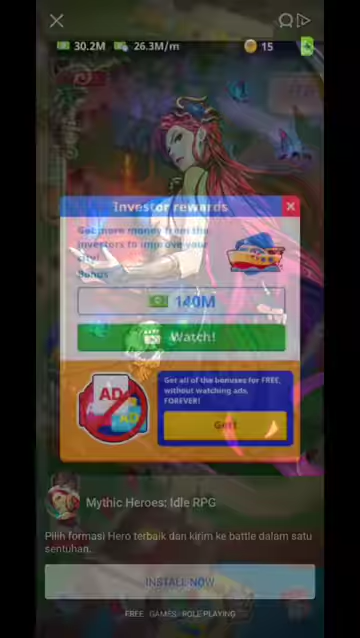 30.2M 26.3M/m 15
Investor rewards
Get more money from the
investors to improve your
city!
Bonus
140M
Watch!
AD
Get all of the bonuses for FREE,
without watching ads,
FOREVER!
Get!
Mythic Heroes: Idle RPG
Pilih formasi Hero terbaik dan kirim ke battle dalam satu
sentuhan.
INSTALL NOW
FREE GAMES ROLE PLAYING